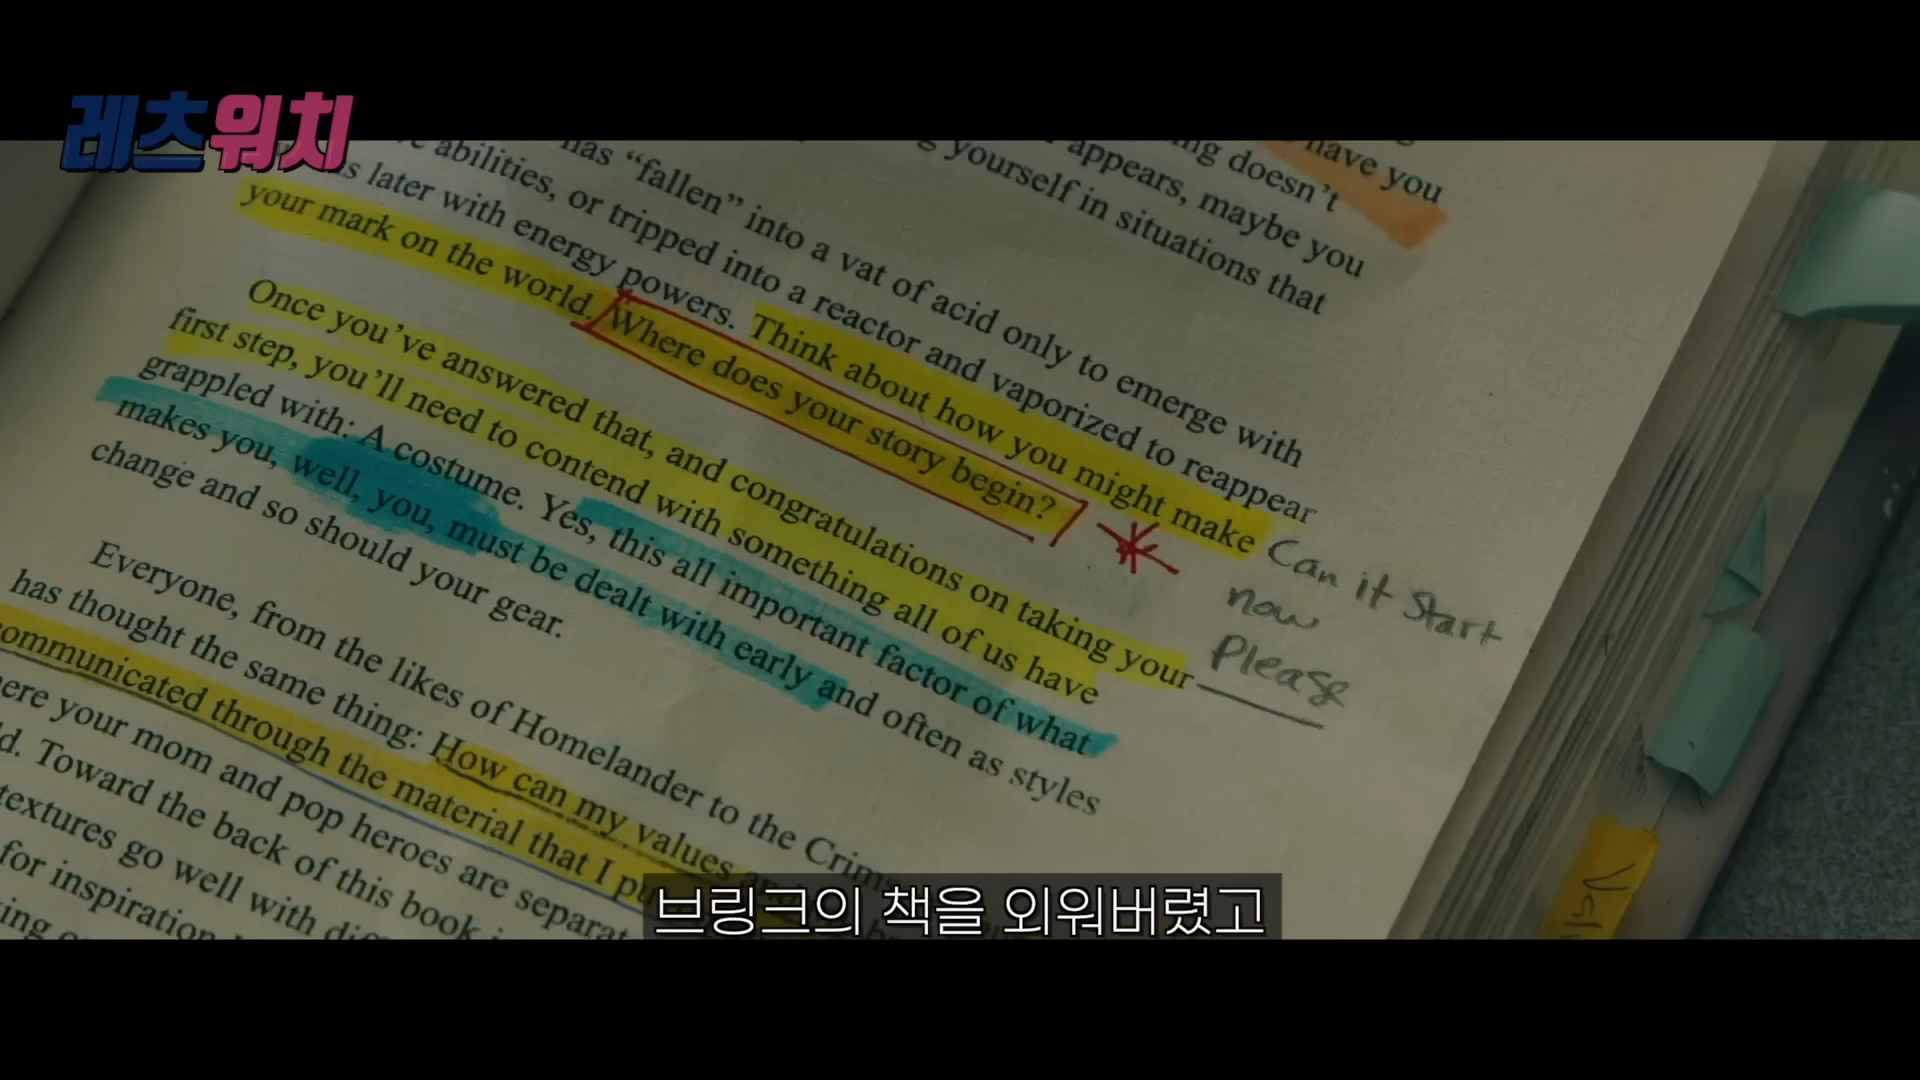 레츠워치
have you
doesn't
appears, maybe you
yourself in situations that
has “fallen” into a vat of acid only to emerge with
abilities, or tripped into a reactor and vaporized to reappear
later with energy powers. Think about how you might make
your mark on the world. Where does your story begin?
Can it Start
now
Please
Once you've answered that, and congratulations on taking your
first step, you'll need to contend with something all of us have
grappled with: A costume. Yes, this all important factor of what
makes you, well, you, must be dealt with early and often as styles
change and so should your gear.
Everyone, from the likes of Homelander to the
has thought the same thing: How can my values
communicated through the material that I
your mom and pop heroes are
Toward the back of this book
textures go well with
for inspiration
브링크의 책을 외워버렸고